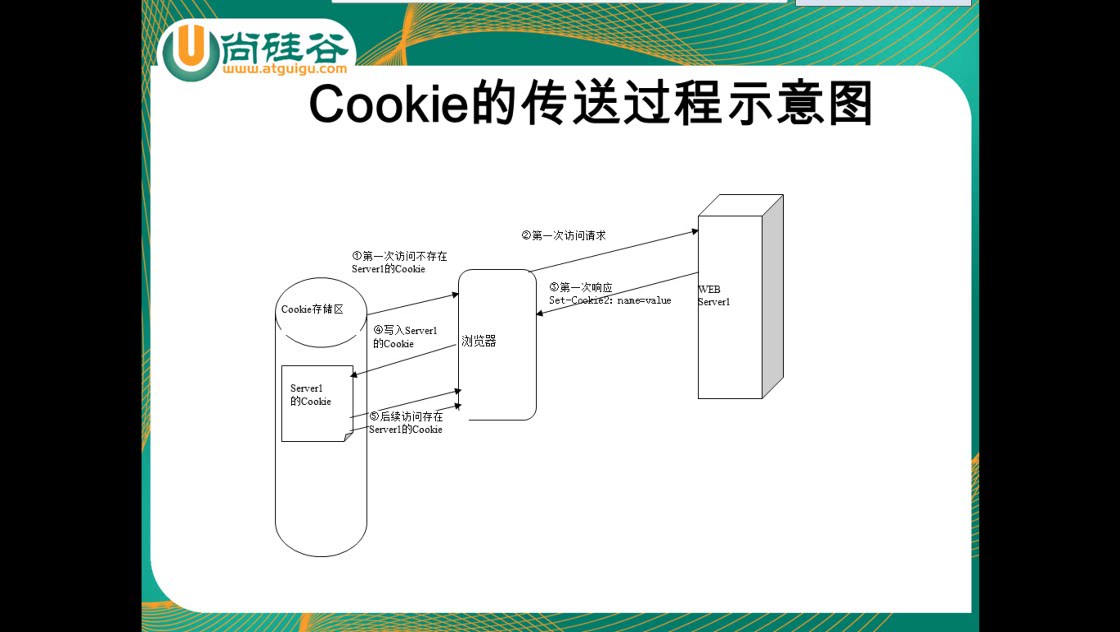 尚硅谷
www.atguigu.com
Cookie的传送过程示意图
②第一次访问请求
①第一次访问不存在
Server1的Cookie
③第一次响应
Set-Cookie2: name=value
WEB
Server1
Cookie存储区
④写入Server1
的Cookie
浏览器
Server1
的Cookie
⑤后续访问存在
Server1的Cookie